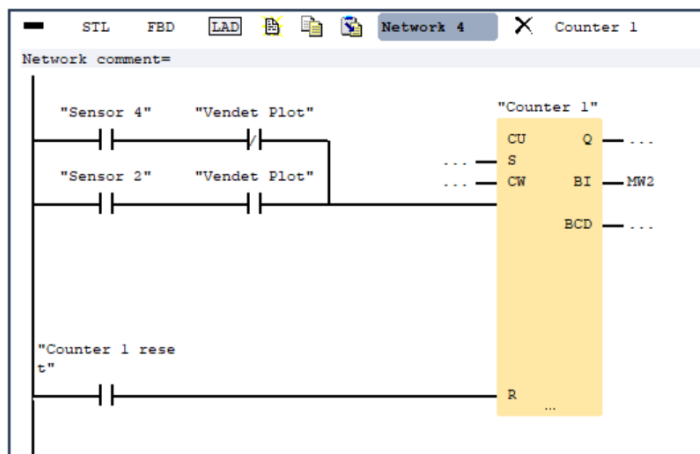 STL FBD LAD Network 4 Counter 1
Network comment=
"Sensor 4" "Vendet Plot" "Counter 1"
CU Q ...
... S
"Sensor 2" "Vendet Plot" ... CW BI MW2
BCD ...
"Counter 1 rese
t"
R
...